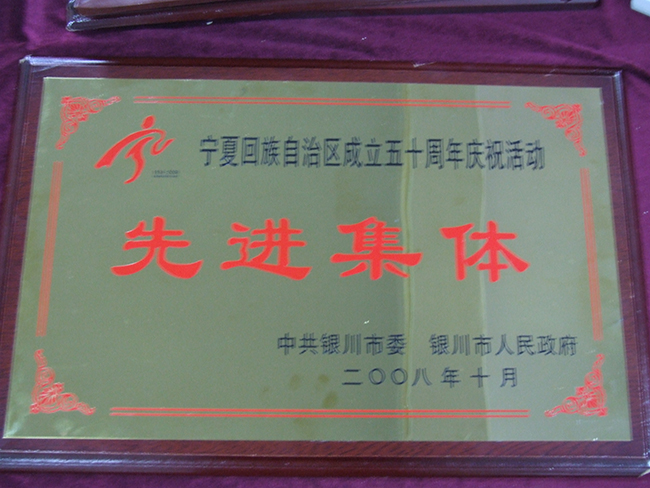 宁夏回族自治区成立五十周年庆祝活动
先进集体
中共银川市委 银川市人民政府
二〇〇八年十月